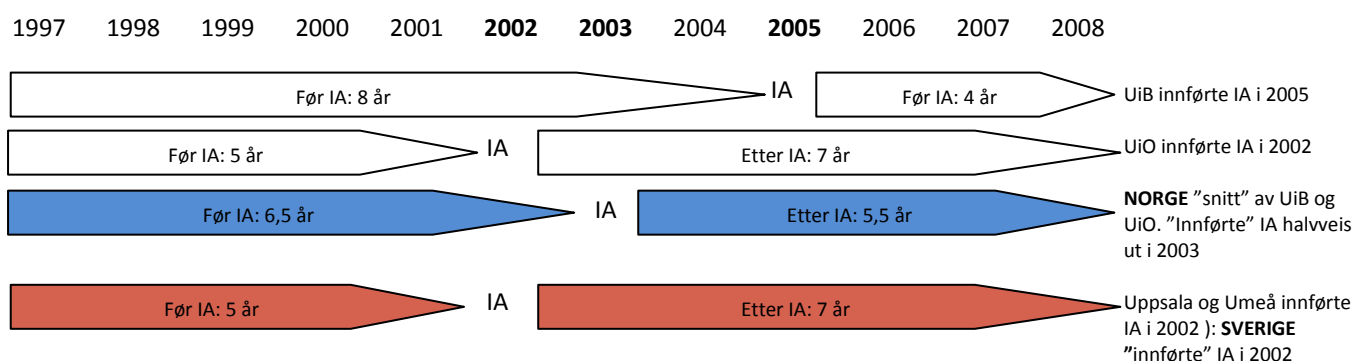 1997 1998 1999 2000 2001 2002 2003 2004 2005 2006 2007 2008
Før IA: 8 år IA Før IA: 4 år UiB innførte IA i 2005
Før IA: 5 år IA Etter IA: 7 år UiO innførte IA i 2002
Før IA: 6,5 år IA Etter IA: 5,5 år NORGE ”snitt” av UiB og
UiO. ”Innførte” IA halvveis
ut i 2003
Før IA: 5 år IA Etter IA: 7 år Uppsala og Umeå innførte
IA i 2002 ): SVERIGE
”innførte” IA i 2002